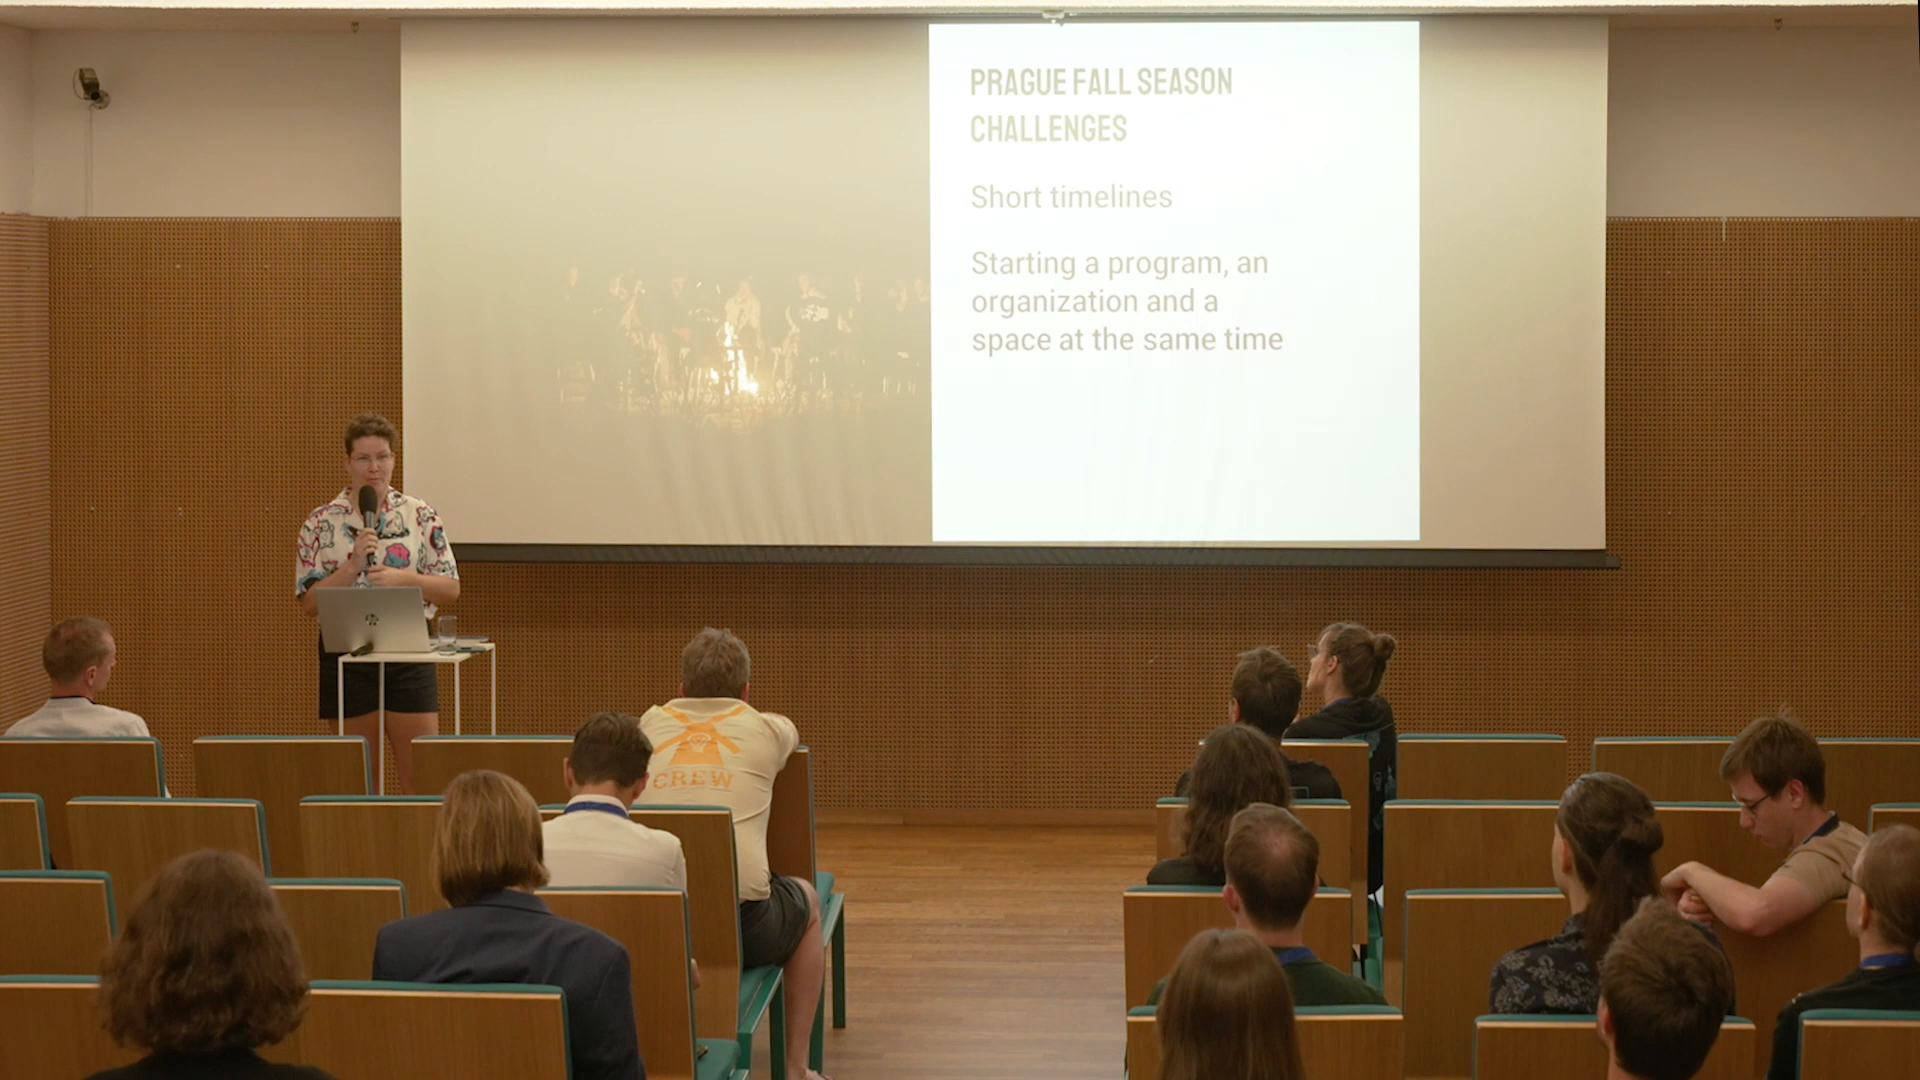 PRAGUE FALL SEASON
CHALLENGES
Short timelines
Starting a program, an
organization and a
space at the same time
CREW